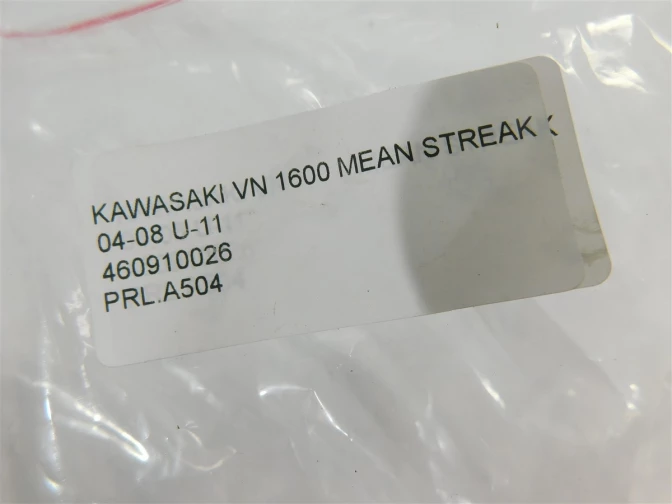 KAWASAKI VN 1600 MEAN STREAK
04-08 U-11
460910026
PRL.A504